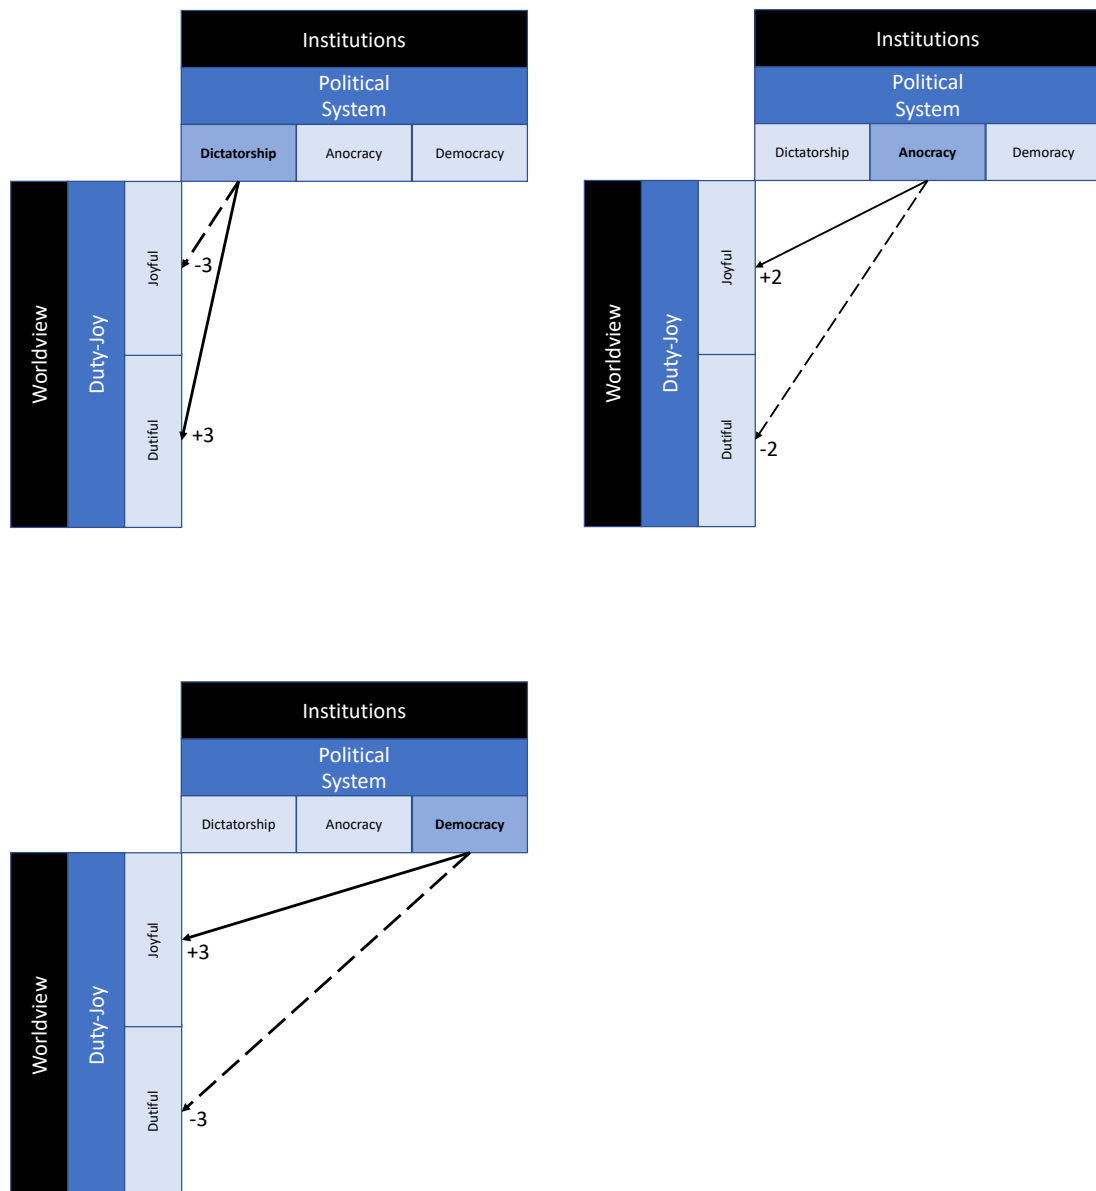 Institutions
Political
System
Dictatorship
Anocracy
Democracy
Worldview
Duty-Joy
Joyful
Dutiful
-3
+3
Institutions
Political
System
Dictatorship
Anocracy
Demoracy
Worldview
Duty-Joy
Joyful
Dutiful
+2
-2
Institutions
Political
System
Dictatorship
Anocracy
Democracy
Worldview
Duty-Joy
Joyful
Dutiful
+3
-3